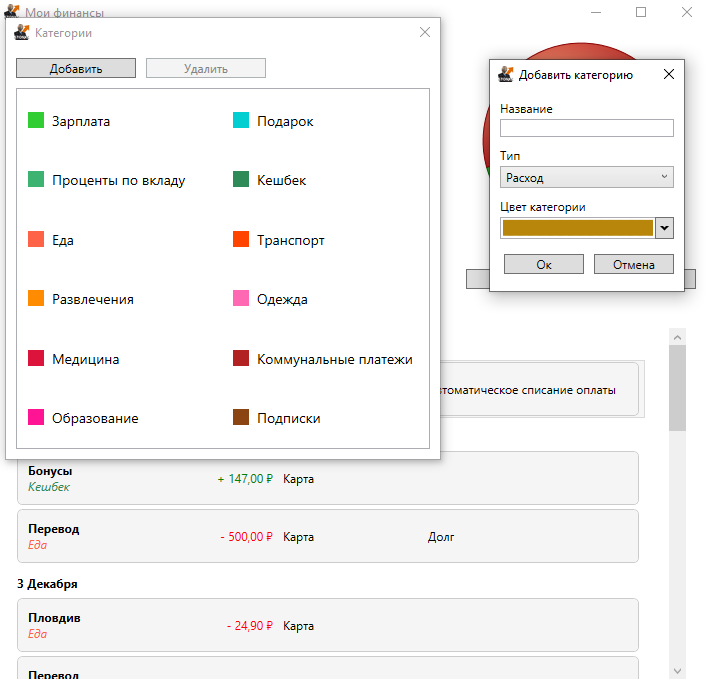 Мои финансы
Категории
Добавить
Удалить
Зарплата
Подарок
Проценты по вкладу
Кешбек
Еда
Транспорт
Развлечения
Одежда
Медицина
Коммунальные платежи
Образование
Подписки
Добавить категорию
Название
Тип
Расход
Цвет категории
Ок
Отмена
списание оплаты
Бонусы
Кешбек
+ 147,00 ₽
Карта
Перевод
Еда
- 500,00 ₽
Карта
Долг
3 Декабря
Пловдив
Еда
- 24,90 ₽
Карта
Перевод